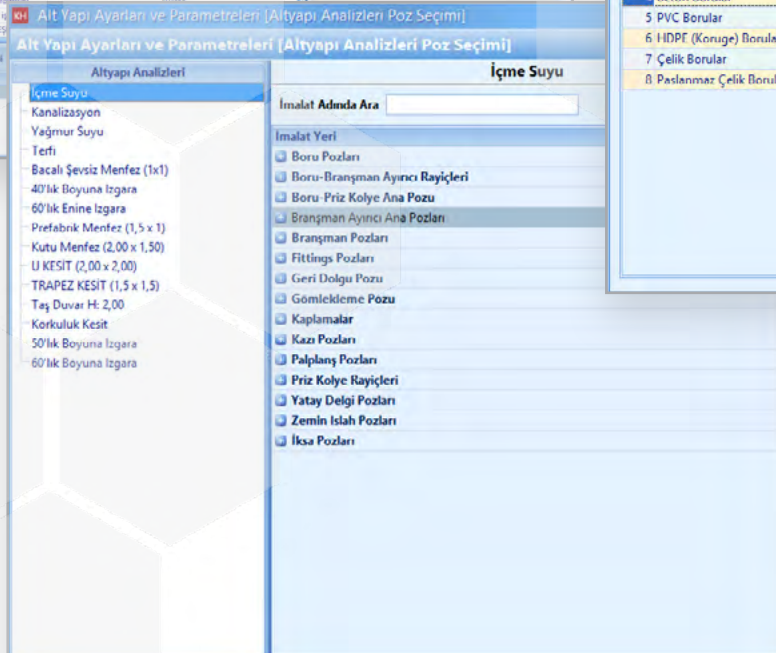 KH Alt Yapı Ayarları ve Parametreleri [Altyapı Analizleri Poz Seçimi]
Alt Yapı Ayarları ve Parametreleri [Altyapı Analizleri Poz Seçimi]
Altyapı Analizleri
İçme Suyu
Kanalizasyon
Yağmur Suyu
Terfi
Bacalı Şevsiz Menfez (1x1)
40'lık Boyuna Izgara
60'lık Enine Izgara
Prefabrik Menfez (1,5 x 1)
Kutu Menfez (2,00 x 1,50)
U KESİT (2,00 x 2,00)
TRAPEZ KESİT (1,5 x 1,5)
Taş Duvar H: 2,00
Korkuluk Kesit
50'lik Boyuna Izgara
60'lık Boyuna Izgara
İçme Suyu
İmalat Adında Ara
İmalat Yeri
Boru Pozları
Boru-Branşman Ayırıcı Rayiçleri
Boru-Priz Kolye Ana Pozu
Branşman Ayırıcı Ana Pozları
Branşman Pozları
Fittings Pozları
Geri Dolgu Pozu
Gömlekleme Pozu
Kaplamalar
Kazı Pozları
Palplanş Pozları
Priz Kolye Rayiçleri
Yatay Delgi Pozları
Zemin Islah Pozları
İksa Pozları
5 PVC Borular
6 HDPE (Koruge) Borula
7 Çelik Borular
8 Paslanmaz Çelik Borul